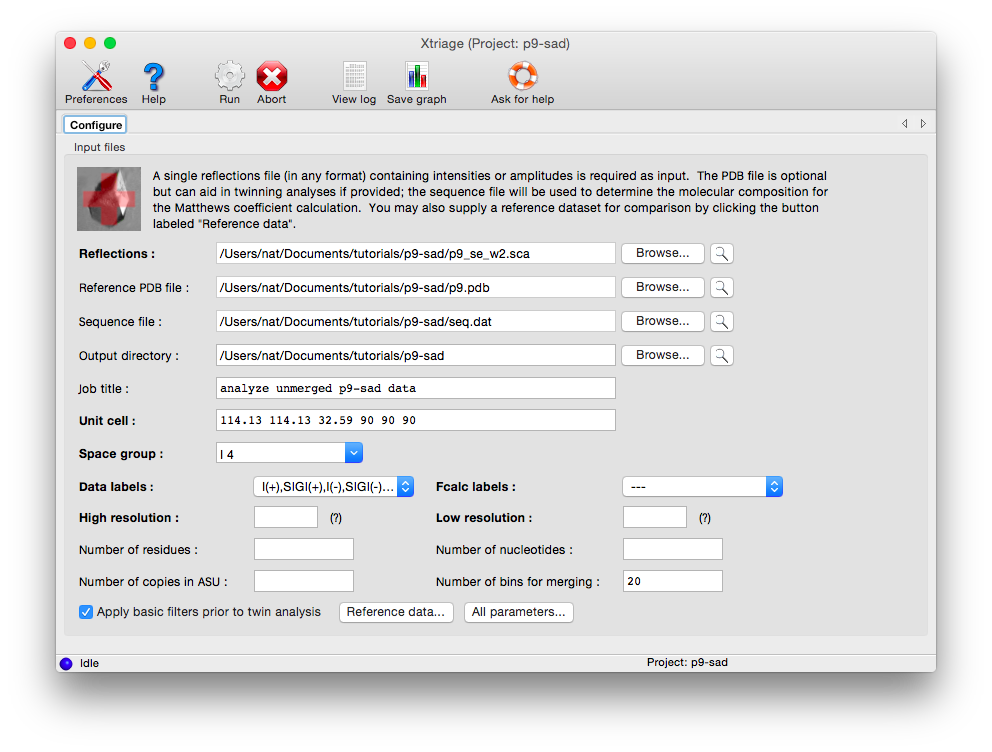 Xtriage (Project: p9-sad)
Preferences Help Run Abort View log Save graph Ask for help
Configure
Input files
A single reflections file (in any format) containing intensities or amplitudes is required as input.  The PDB file is optional
but can aid in twinning analyses if provided; the sequence file will be used to determine the molecular composition for
the Matthews coefficient calculation.  You may also supply a reference dataset for comparison by clicking the button
labeled "Reference data".
Reflections : /Users/nat/Documents/tutorials/p9-sad/p9_se_w2.sca Browse...
Reference PDB file : /Users/nat/Documents/tutorials/p9-sad/p9.pdb Browse...
Sequence file : /Users/nat/Documents/tutorials/p9-sad/seq.dat Browse...
Output directory : /Users/nat/Documents/tutorials/p9-sad Browse...
Job title : analyze unmerged p9-sad data
Unit cell : 114.13 114.13 32.59 90 90 90
Space group : I 4
Data labels : I(+),SIGI(+),I(-),SIGI(-)... Fcalc labels : ---
High resolution : (?) Low resolution : (?)
Number of residues : Number of nucleotides :
Number of copies in ASU : Number of bins for merging : 20
Apply basic filters prior to twin analysis Reference data... All parameters...
Idle Project: p9-sad